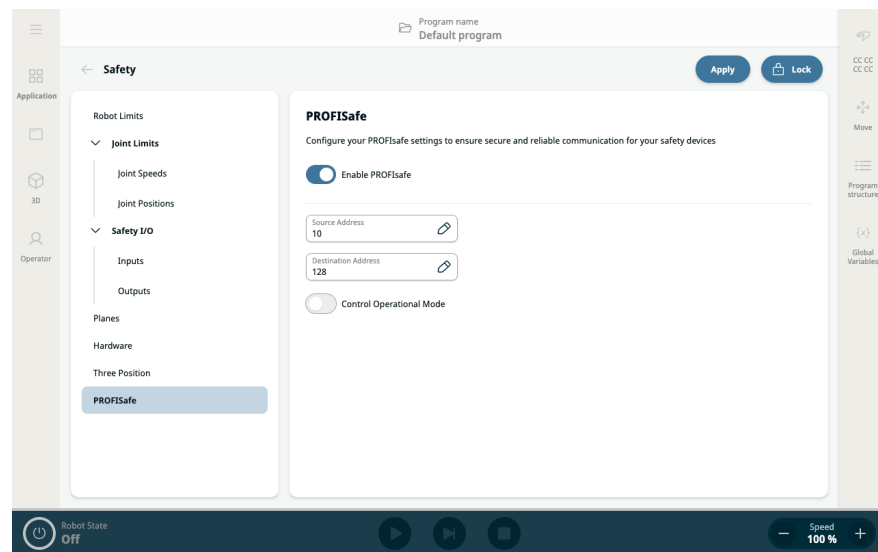 Program name
Default program
Safety
Apply
Lock
CC CC
CC CC
Application
Robot Limits
Joint Limits
Joint Speeds
Joint Positions
Safety I/O
Inputs
Outputs
Planes
Hardware
Three Position
PROFISafe
PROFISafe
Configure your PROFIsafe settings to ensure secure and reliable communication for your safety devices
Enable PROFIsafe
Source Address
10
Destination Address
128
Control Operational Mode
3D
Operator
Move
Program
structure
{x}
Global
Variables
Robot State
Off
Speed
100 %